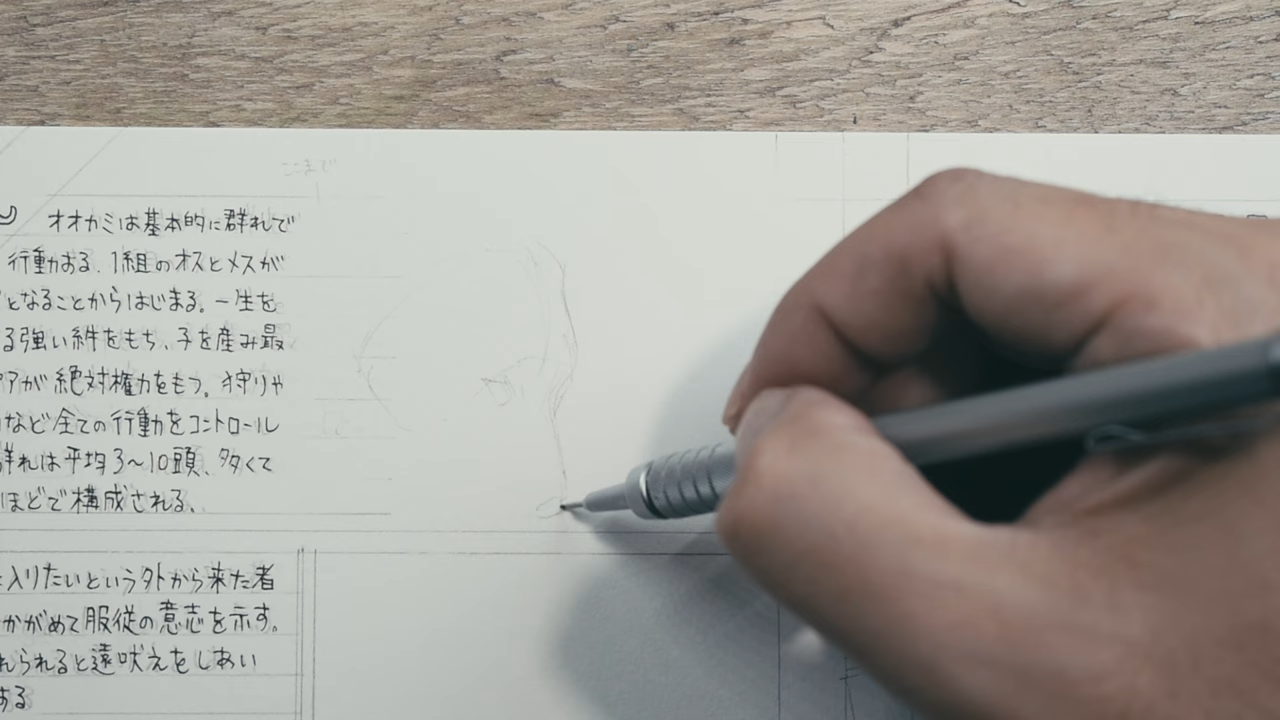 ここまで
オオカミは基本的に群れで
行動する。1組のオスとメスが
となることからはじまる。一生を
る強い絆をもち、子を産み最
アが絶対権力をもつ。狩りや
など全ての行動をコントロール
群れは平均3〜10頭、多くて
ほどで構成される。
入りたいという外から来た者
かがめて服従の意志を示す。
れられると遠吠えをしあい
ある